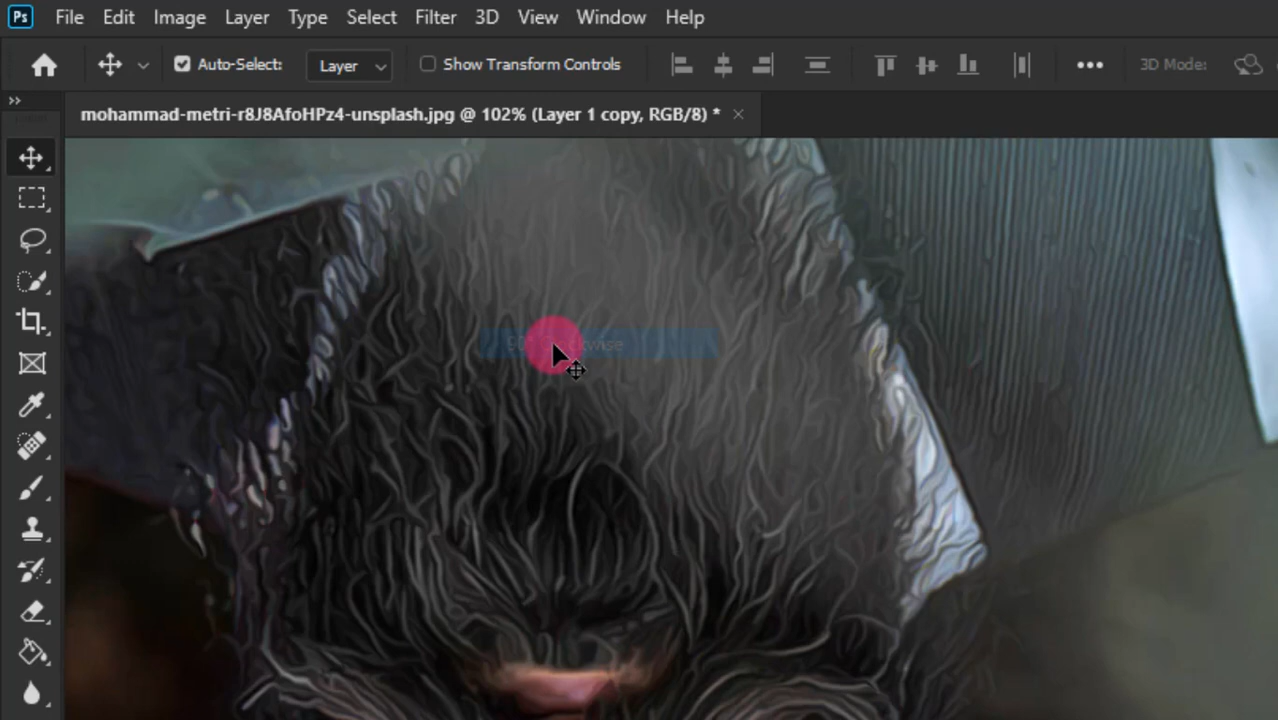 Ps File Edit Image Layer Type Select Filter 3D View Window Help
Auto-Select: Layer Show Transform Controls 3D Mode:
mohammad-metri-r8J8AfoHPz4-unsplash.jpg @ 102% (Layer 1 copy, RGB/8) *